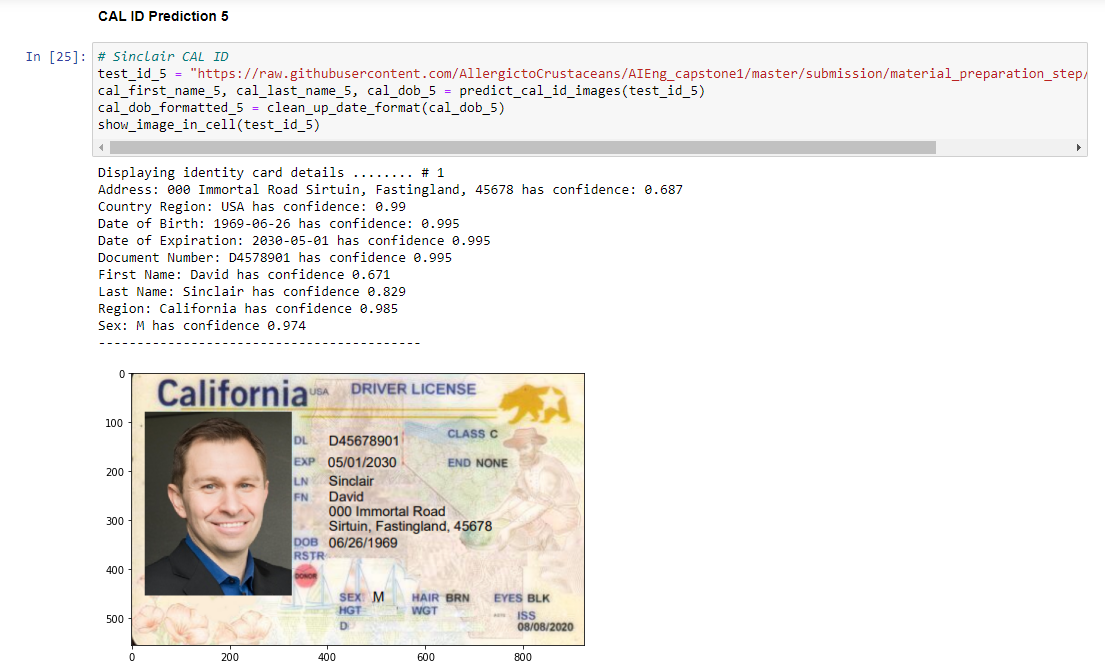 CAL ID Prediction 5
In [25]: # Sinclair CAL ID
test_id_5 = "https://raw.githubusercontent.com/AllergictoCrustaceans/AIEng_capstone1/master/submission/material_preparation_step/
cal_first_name_5, cal_last_name_5, cal_dob_5 = predict_cal_id_images(test_id_5)
cal_dob_formatted_5 = clean_up_date_format(cal_dob_5)
show_image_in_cell(test_id_5)
Displaying identity card details ........ # 1
Address: 000 Immortal Road Sirtuin, Fastingland, 45678 has confidence: 0.687
Country Region: USA has confidence: 0.99
Date of Birth: 1969-06-26 has confidence: 0.995
Date of Expiration: 2030-05-01 has confidence 0.995
Document Number: D4578901 has confidence 0.995
First Name: David has confidence 0.671
Last Name: Sinclair has confidence 0.829
Region: California has confidence 0.985
Sex: M has confidence 0.974
------------------------------------------
0
100
200
300
400
500
California USA DRIVER LICENSE
DL D45678901 CLASS C
EXP 05/01/2030 END NONE
LN Sinclair
FN David
000 Immortal Road
Sirtuin, Fastingland, 45678
DOB 06/26/1969
RSTR
DONOR
SEX M HAIR BRN EYES BLK
HGT WGT ISS
D 08/08/2020
0 200 400 600 800